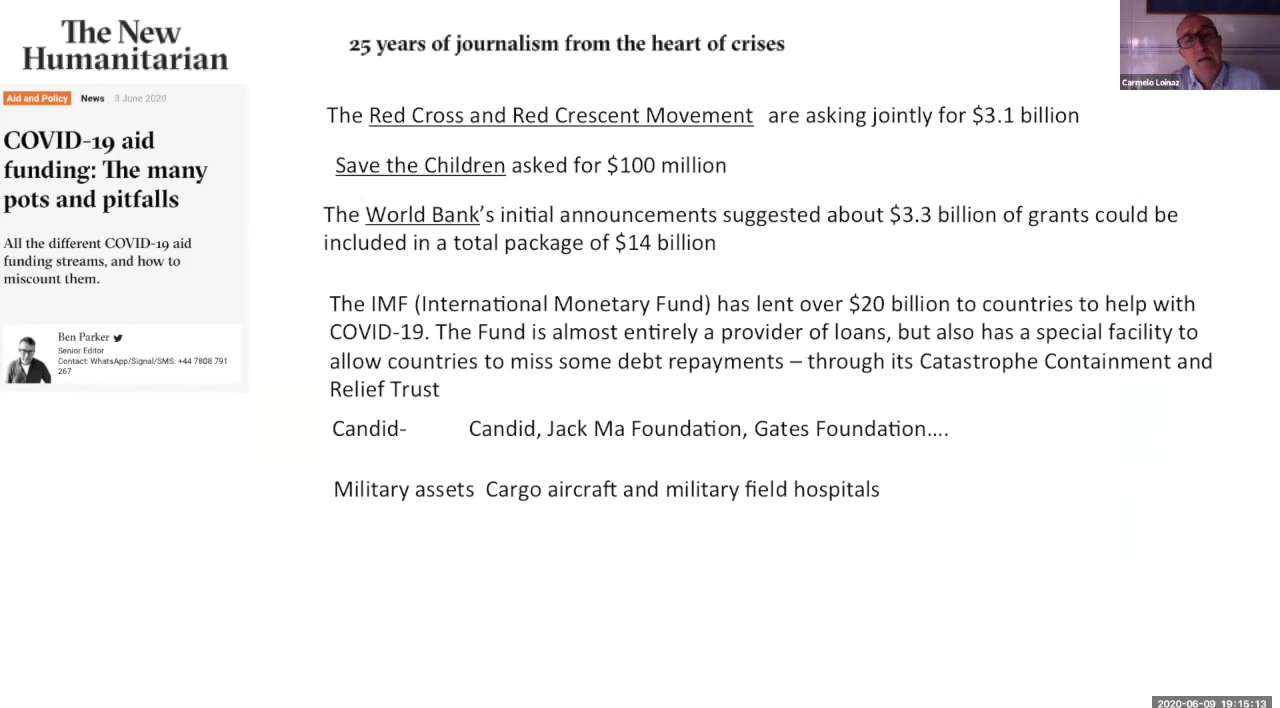 The New
Humanitarian
25 years of journalism from the heart of crises
Carmelo Loinaz
Aid and Policy News 3 June 2020
COVID-19 aid
funding: The many
pots and pitfalls
All the different COVID-19 aid
funding streams, and how to
miscount them.
Ben Parker
Senior Editor
Contact: WhatsApp/Signal/SMS: +44 7808 791
267
The Red Cross and Red Crescent Movement are asking jointly for $3.1 billion
Save the Children asked for $100 million
The World Bank’s initial announcements suggested about $3.3 billion of grants could be
included in a total package of $14 billion
The IMF (International Monetary Fund) has lent over $20 billion to countries to help with
COVID-19. The Fund is almost entirely a provider of loans, but also has a special facility to
allow countries to miss some debt repayments – through its Catastrophe Containment and
Relief Trust
Candid- Candid, Jack Ma Foundation, Gates Foundation....
Military assets Cargo aircraft and military field hospitals
2020-06-09 19:15:13